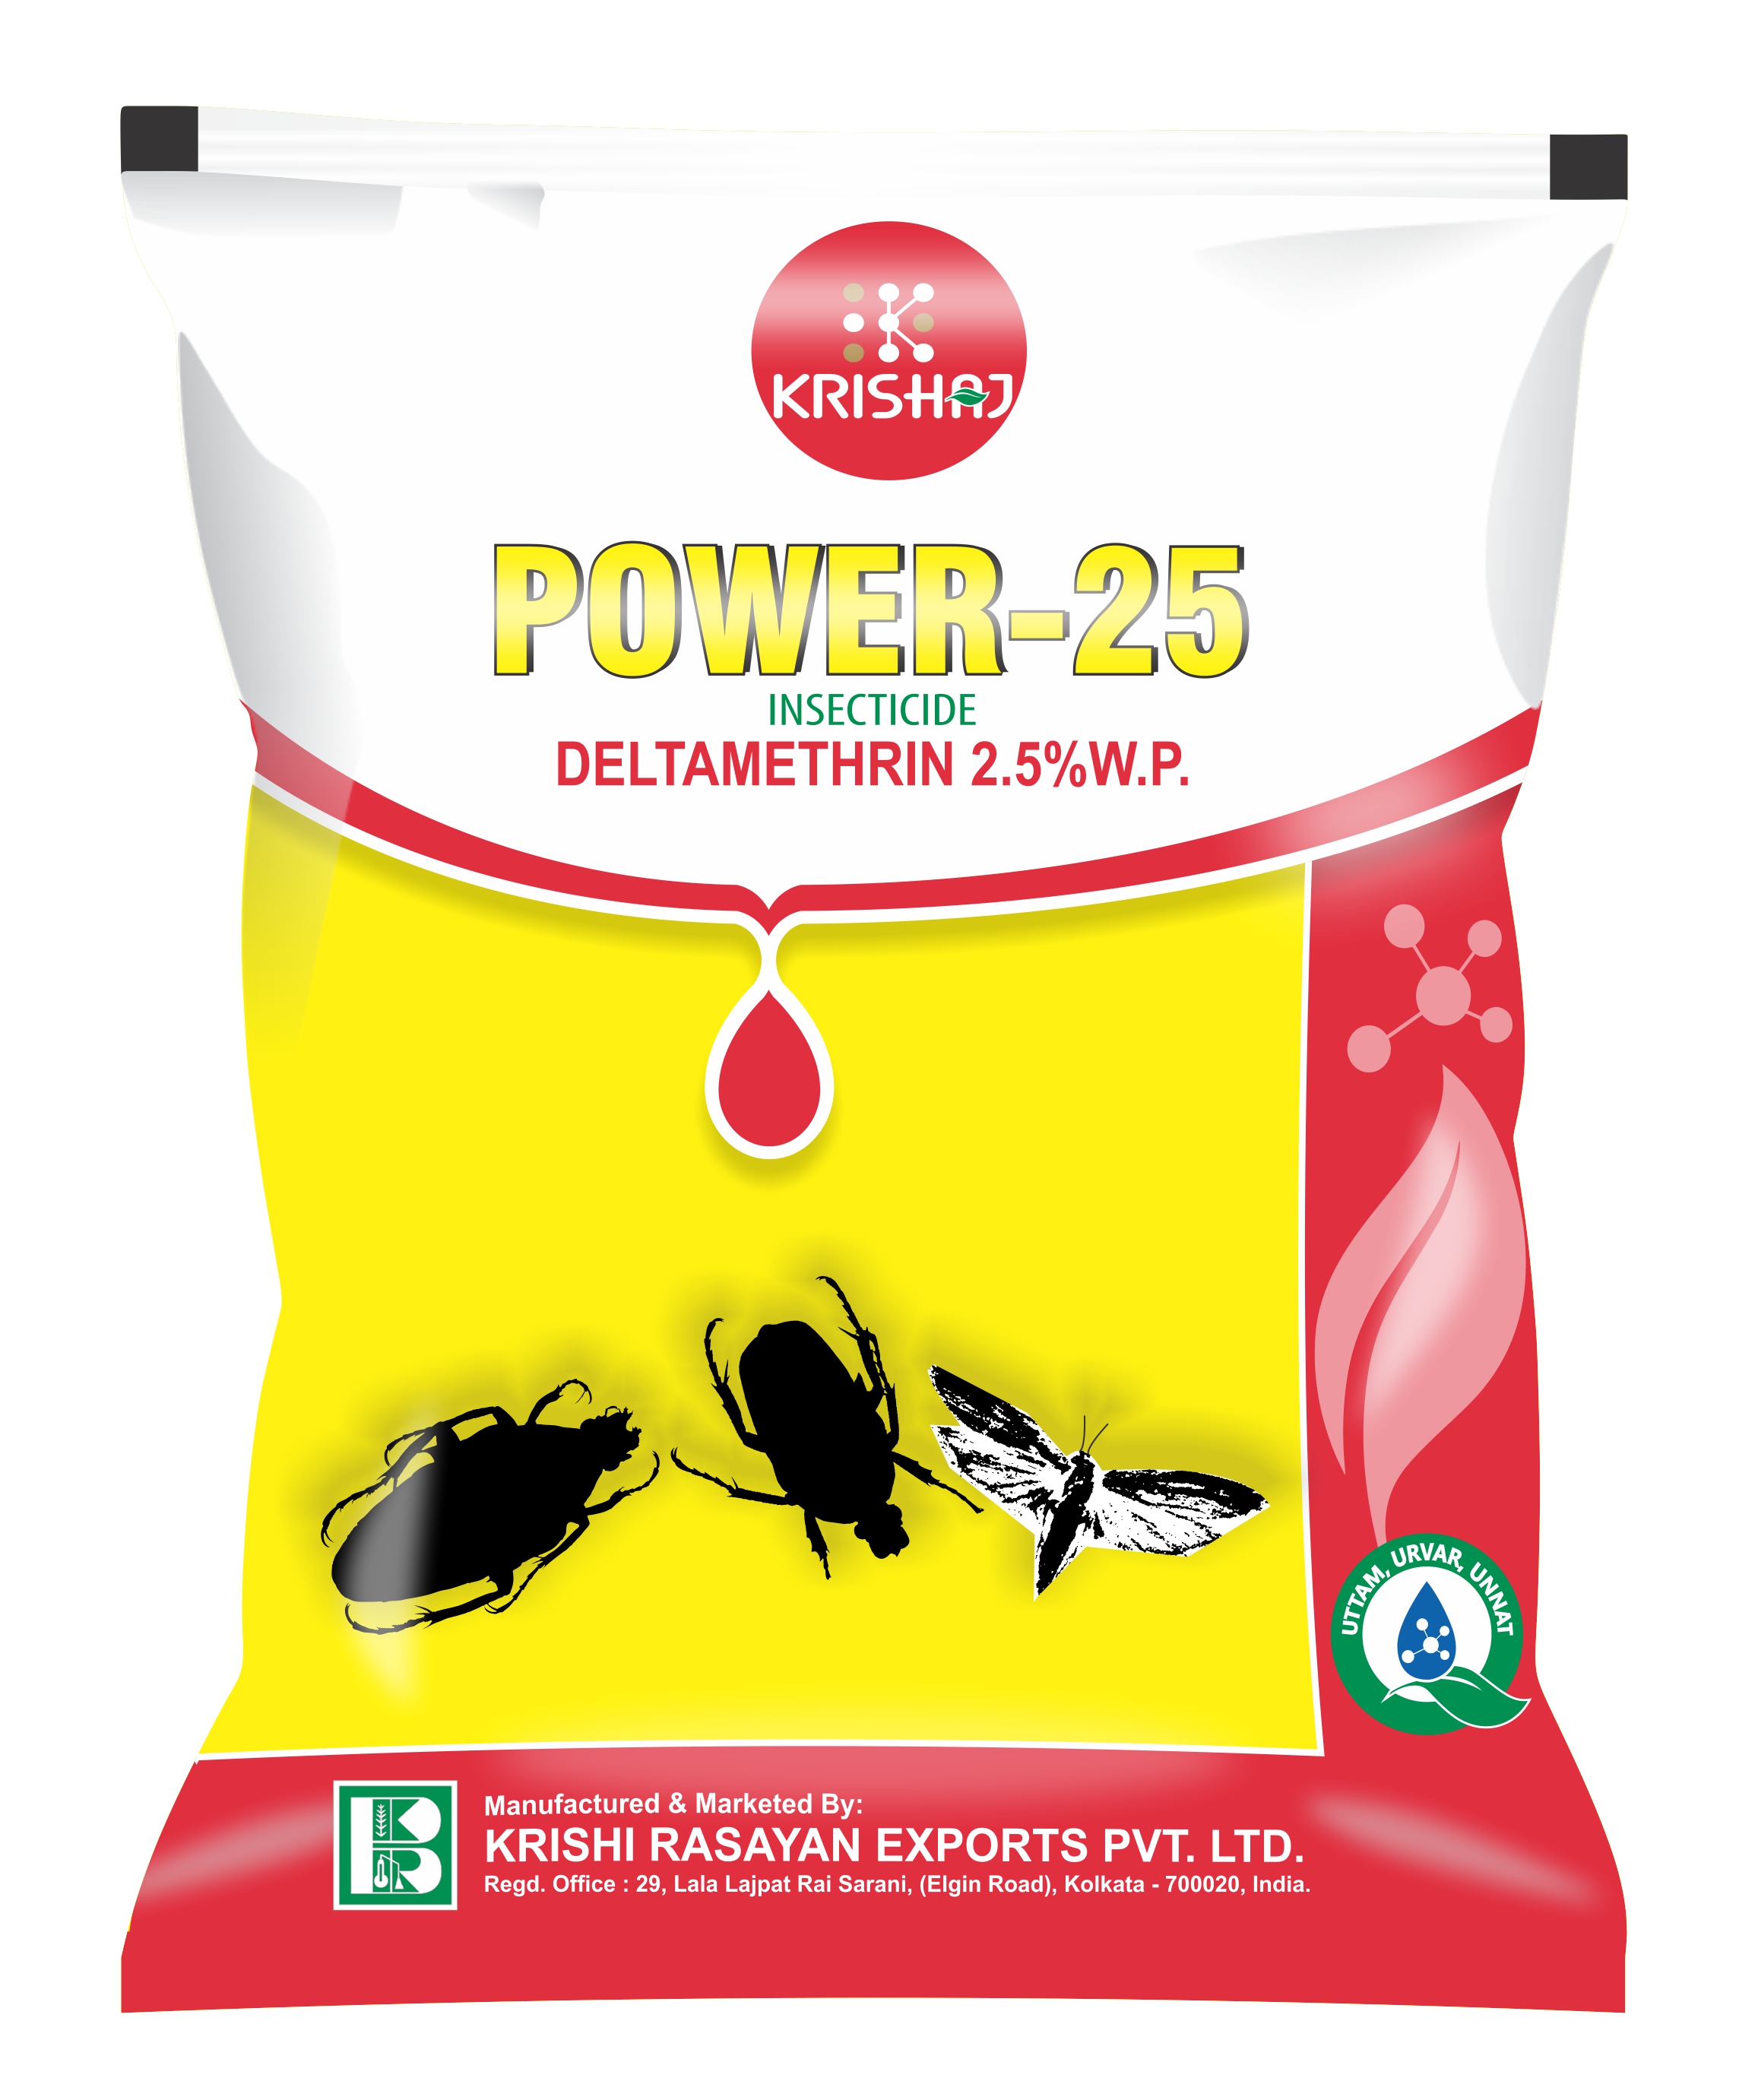 KRISHAJ
POWER-25
INSECTICIDE
DELTAMETHRIN 2.5%W.P.
UTTAM, URVAR, UNNAT
K
R
Manufactured & Marketed By:
KRISHI RASAYAN EXPORTS PVT. LTD.
Regd. Office : 29, Lala Lajpat Rai Sarani, (Elgin Road), Kolkata - 700020, India.